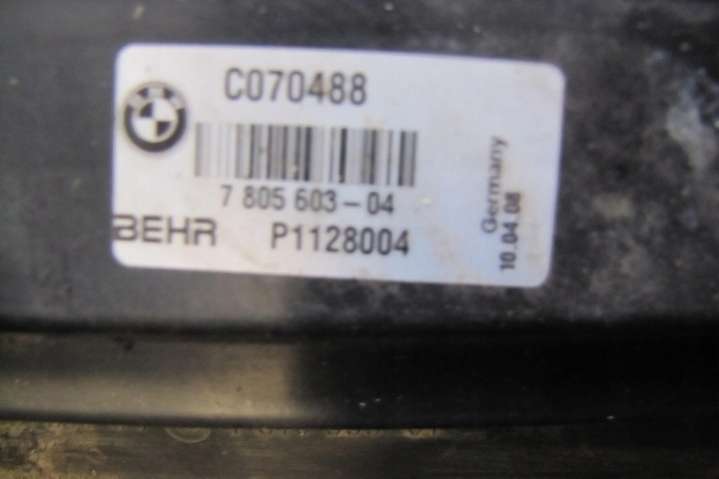 C070488
7 805 603-04
BEHR P1128004
Germany
10.04.08